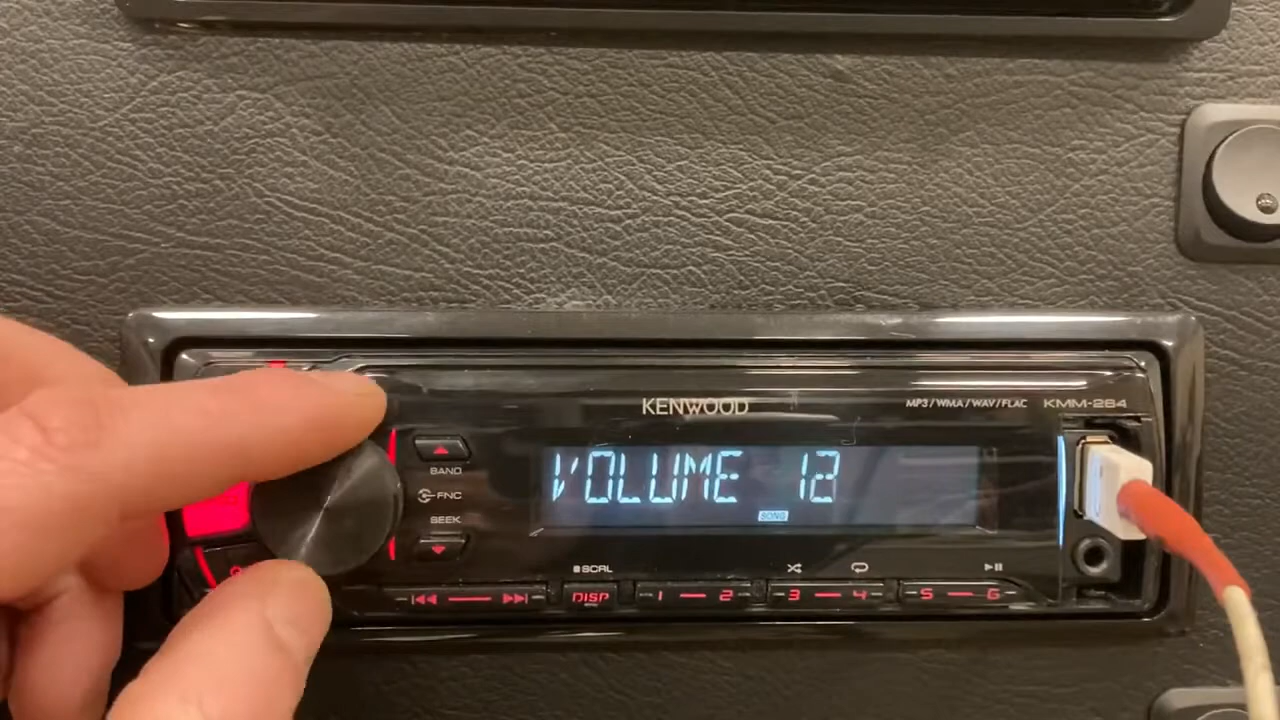 KENWOOD
MP3/WMA/WAV/FLAC KMM-264
BAND
FNC
SEEK
VOLUME 12
SONG
SCRL
DISP
1 2 3 4 5 6